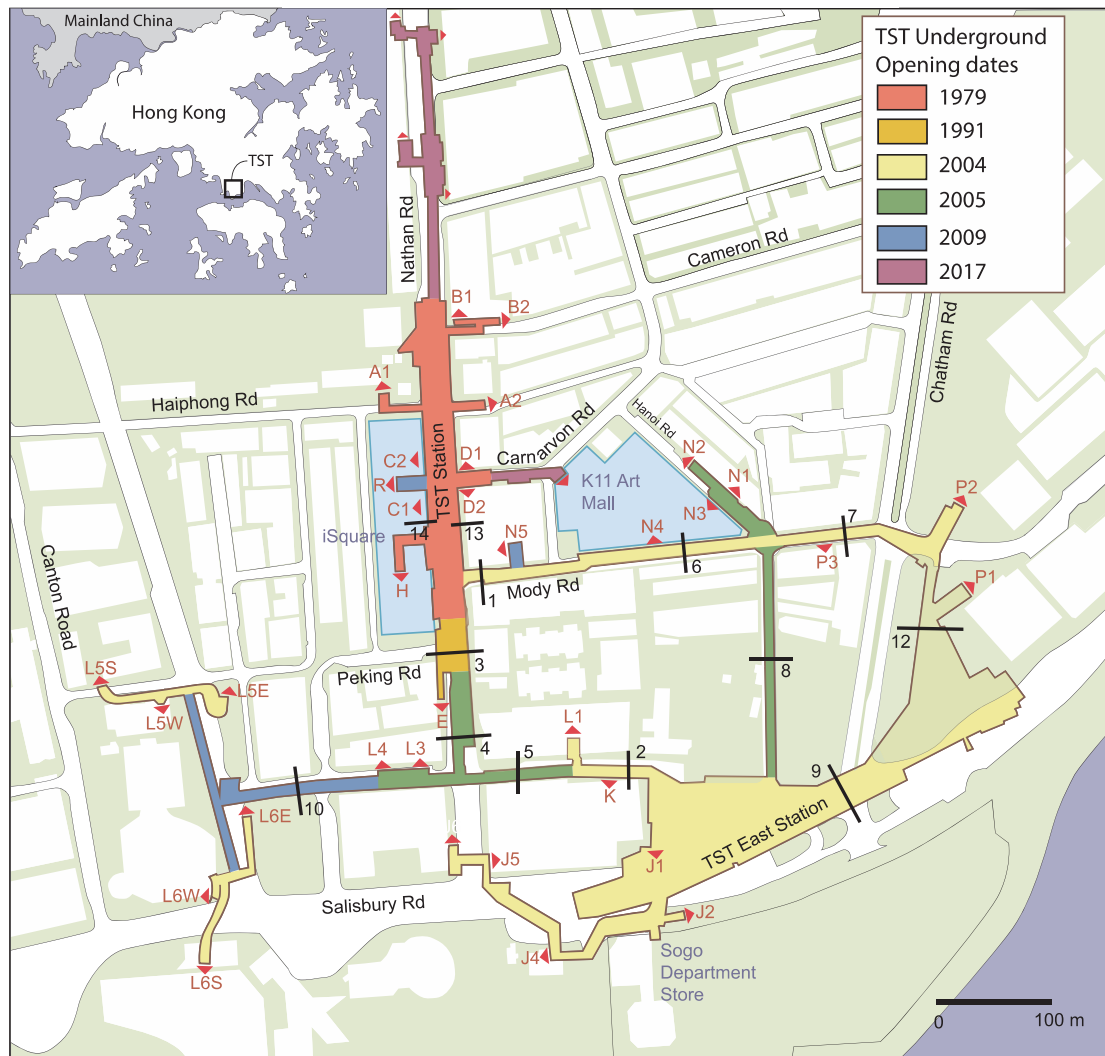 Mainland China
Hong Kong
TST
TST Underground
Opening dates
1979
1991
2004
2005
2009
2017
Nathan Rd
Cameron Rd
Chatham Rd
B1
B2
A1
A2
Haiphong Rd
Carnarvon Rd
Hanoi Rd
TST Station
C2
R
C1
D1
D2
14
13
iSquare
H
K11 Art
Mall
N2
N1
N3
N4
N5
P2
7
P3
P1
6
1
Mody Rd
12
Canton Road
Peking Rd
3
8
L5S
L5W
L5E
E
4
L1
L4
L3
5
2
K
9
10
L6E
TST East Station
J5
J1
L6W
Salisbury Rd
J2
J4
L6S
Sogo
Department
Store
0
100 m